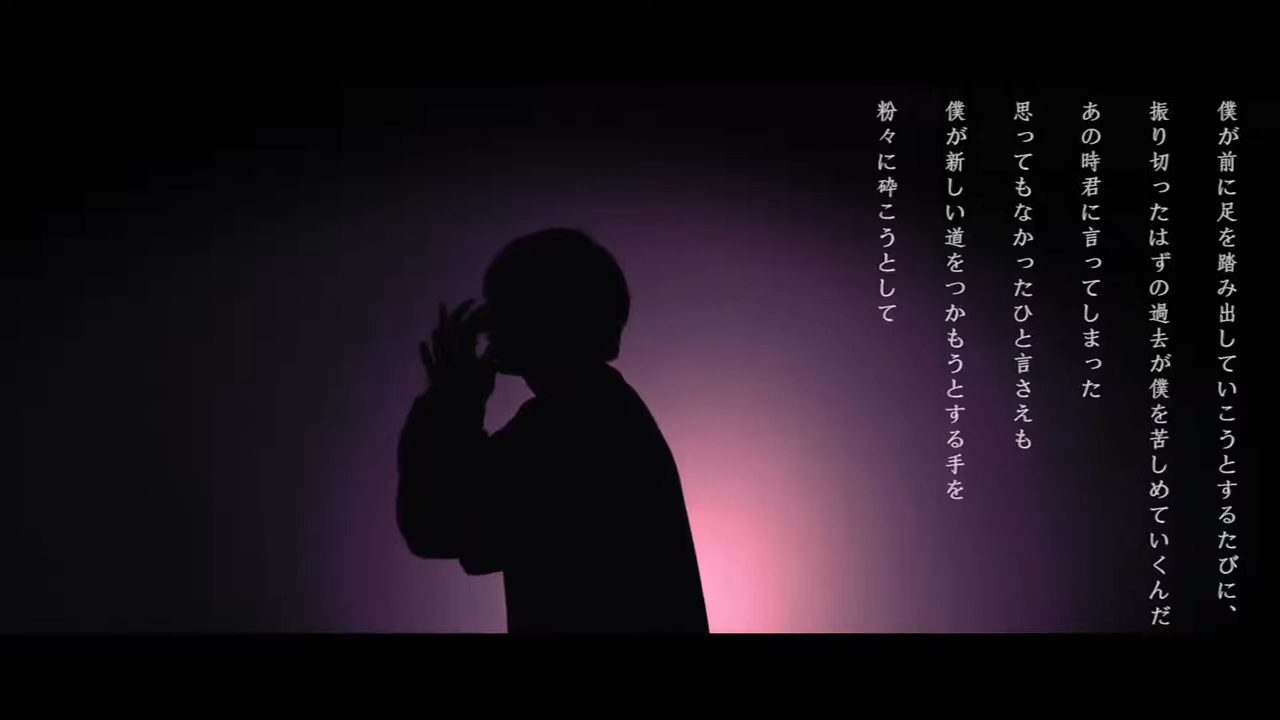 僕が前に足を踏み出していこうとするたびに、
振り切ったはずの過去が僕を苦しめていくんだ
あの時君に言ってしまった
思ってもなかったひと言さえも
僕が新しい道をつかもうとする手を
粉々に砕こうとして